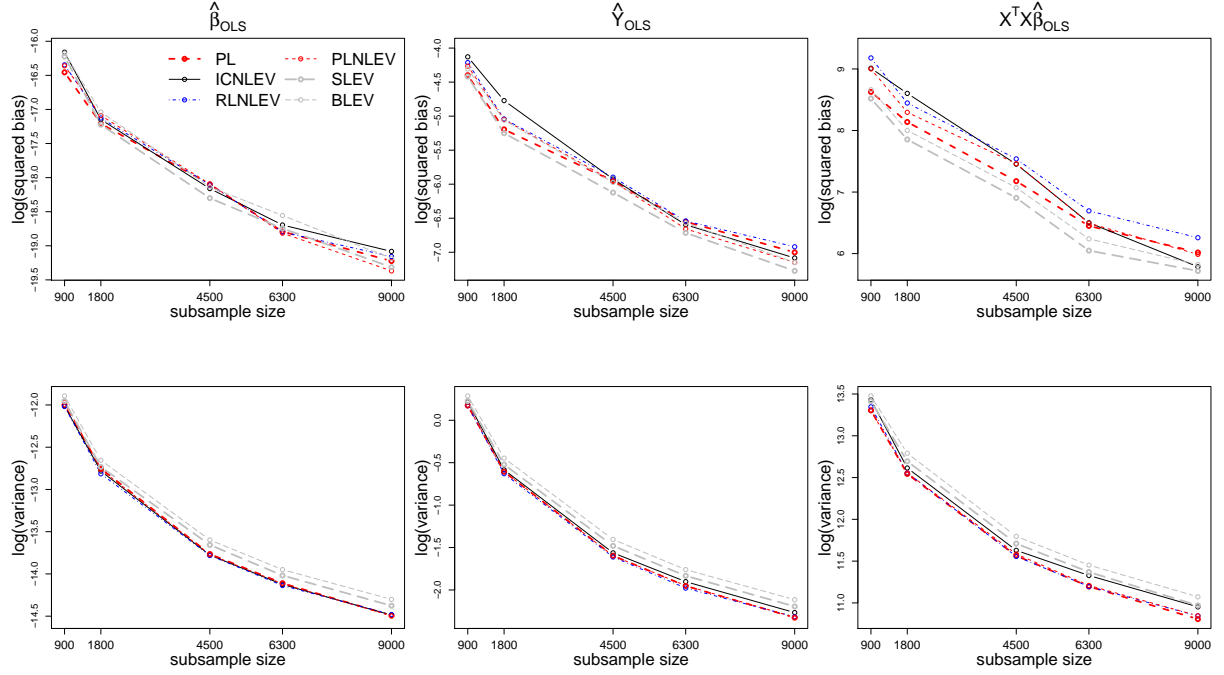 β̂_OLS
log(squared bias)
−16.0
−16.5
−17.0
−17.5
−18.0
−18.5
−19.0
−19.5
PL
ICNLEV
RLNLEV
PLNLEV
SLEV
BLEV
900 1800 4500 6300 9000
subsample size
Ŷ_OLS
log(squared bias)
−4.0
−4.5
−5.0
−5.5
−6.0
−6.5
−7.0
900 1800 4500 6300 9000
subsample size
XᵀXβ̂_OLS
log(squared bias)
9
8
7
6
900 1800 4500 6300 9000
subsample size
log(variance)
−12.0
−12.5
−13.0
−13.5
−14.0
−14.5
900 1800 4500 6300 9000
subsample size
log(variance)
0.0
−0.5
−1.0
−1.5
−2.0
900 1800 4500 6300 9000
subsample size
log(variance)
13.5
13.0
12.5
12.0
11.5
11.0
900 1800 4500 6300 9000
subsample size